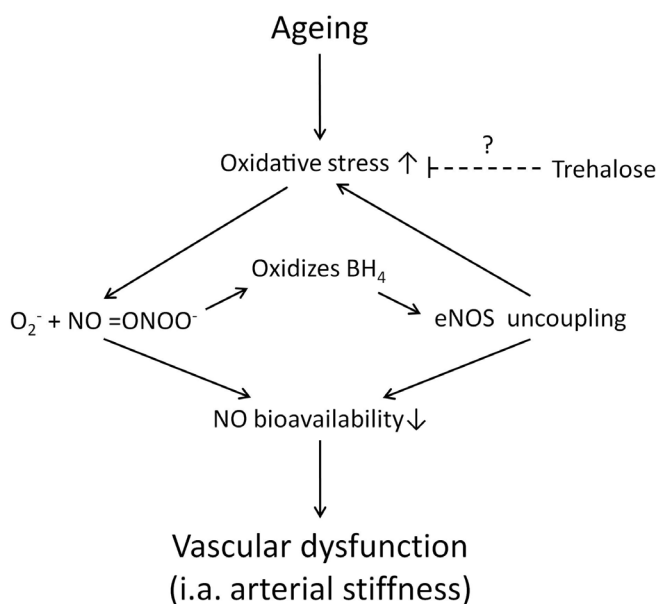 Ageing
?
Oxidative stress ↑
Trehalose
Oxidizes BH₄
O₂⁻ + NO =ONOO⁻
eNOS uncoupling
NO bioavailability↓
Vascular dysfunction
(i.a. arterial stiffness)